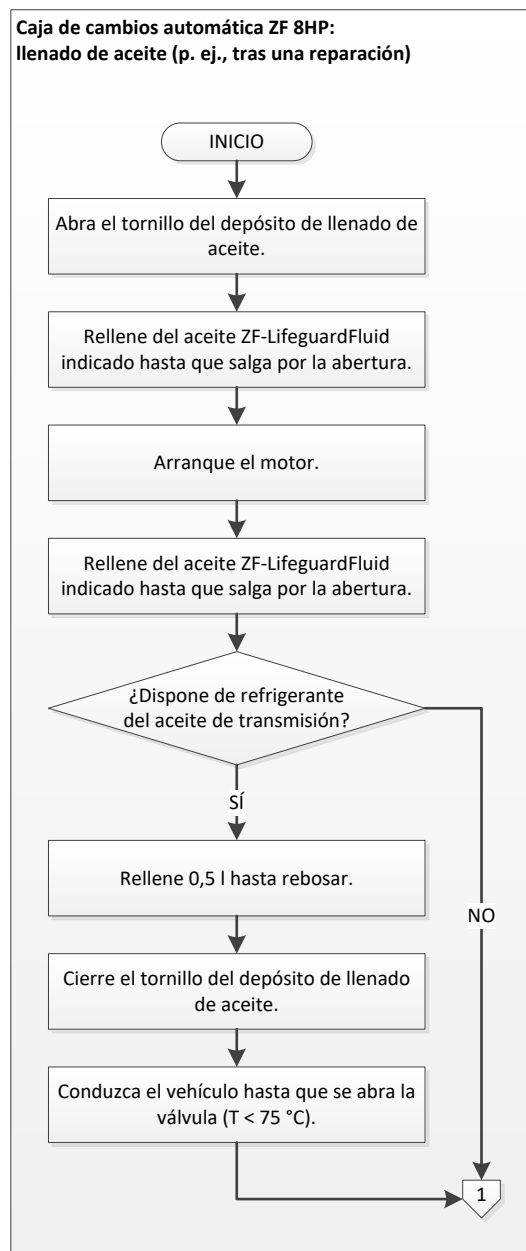 Caja de cambios automática ZF 8HP:
llenado de aceite (p. ej., tras una reparación)
INICIO
Abra el tornillo del depósito de llenado de
aceite.
Rellene del aceite ZF-LifeguardFluid
indicado hasta que salga por la abertura.
Arranque el motor.
Rellene del aceite ZF-LifeguardFluid
indicado hasta que salga por la abertura.
¿Dispone de refrigerante
del aceite de transmisión?
SÍ
Rellene 0,5 l hasta rebosar.
NO
Cierre el tornillo del depósito de llenado
de aceite.
Conduzca el vehículo hasta que se abra la
válvula (T < 75 °C).
1